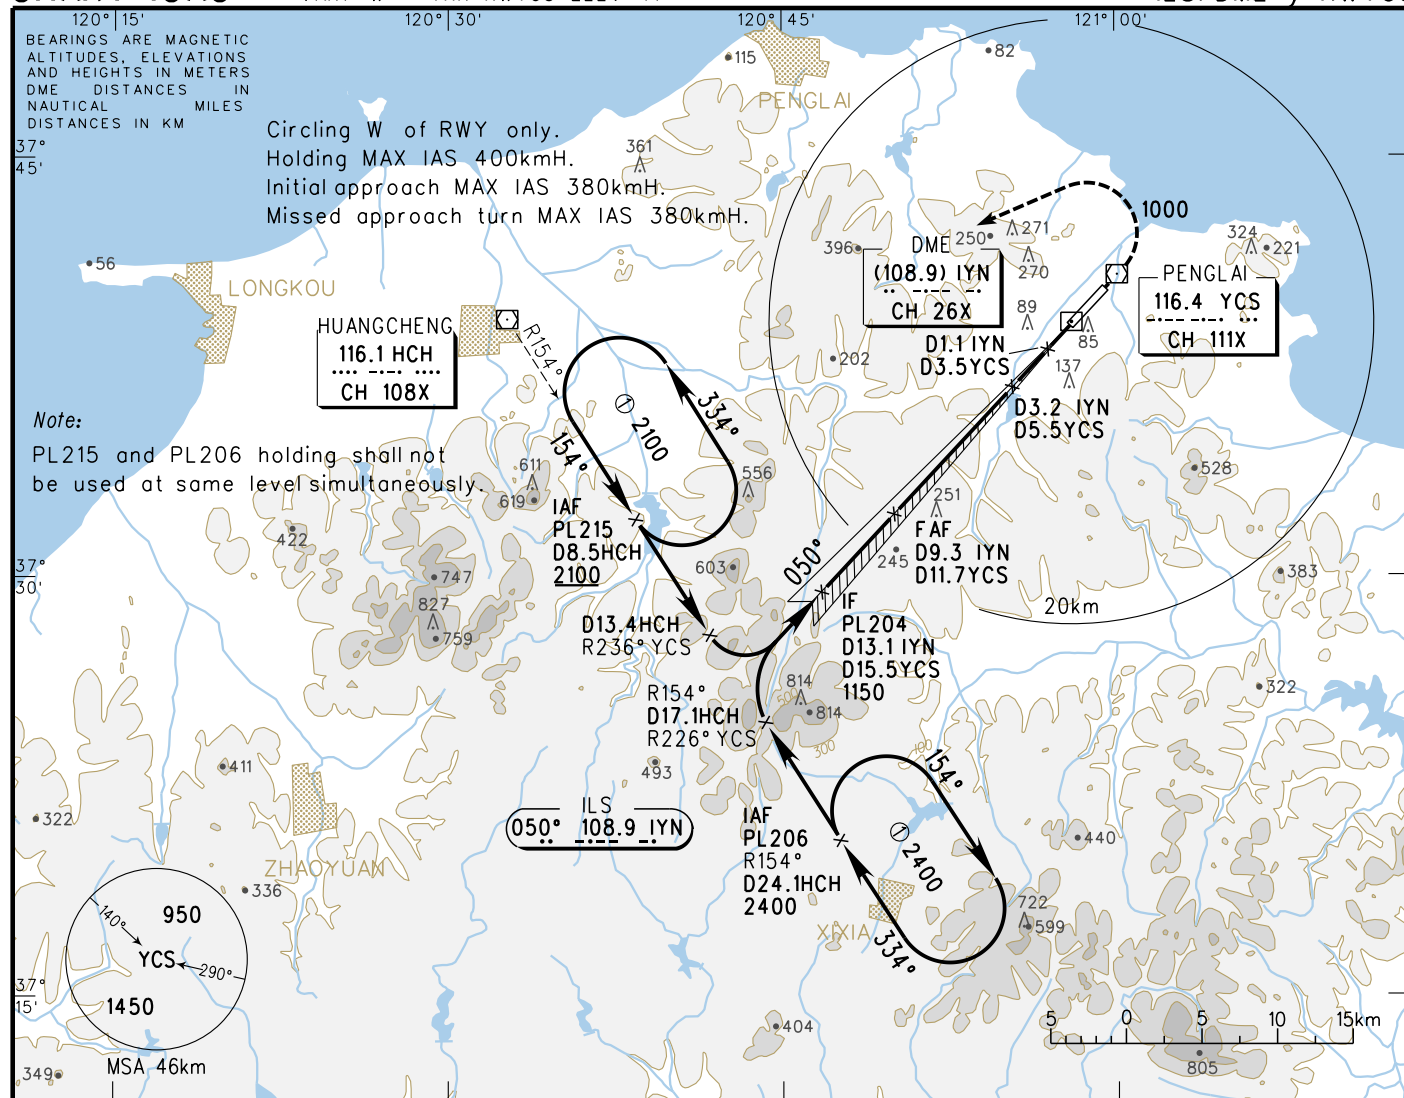 120°15'
120°30'
120°45'
121°00'
BEARINGS ARE MAGNETIC
ALTITUDES, ELEVATIONS
AND HEIGHTS IN METERS
DME DISTANCES IN
NAUTICAL MILES
DISTANCES IN KM
Circling W of RWY only.
Holding MAX IAS 400kmH.
Initial approach MAX IAS 380kmH.
Missed approach turn MAX IAS 380kmH.
37°
45'
115
82
PENGLAI
361
56
LONGKOU
396
250
271
270
1000
324
221
DME
(108.9) IYN
CH 26X
PENGLAI
116.4 YCS
CH 111X
HUANGCHENG
116.1 HCH
CH 108X
R154°
89
85
D1.1 IYN
D3.5YCS
202
137
D3.2 IYN
D5.5YCS
334°
1 2100
154°
Note:
PL215 and PL206 holding shall not
be used at same level simultaneously.
611
619
556
528
251
422
IAF
PL215
D8.5HCH
2100
FAF
D9.3 IYN
D11.7YCS
245
050°
603
383
37°
30'
747
827
759
20km
D13.4HCH
R236° YCS
IF
PL204
D13.1 IYN
D15.5YCS
1150
R154°
D17.1HCH
R226° YCS
814
814
500
300
100
322
411
493
322
ILS
050° 108.9 IYN
154°
IAF
PL206
R154°
D24.1HCH
2400
1 2400
334°
440
ZHAOYUAN
336
XIXIA
722
599
140°
950
YCS
290°
1450
MSA 46km
37°
15'
404
349
805
5 0 5 10 15km